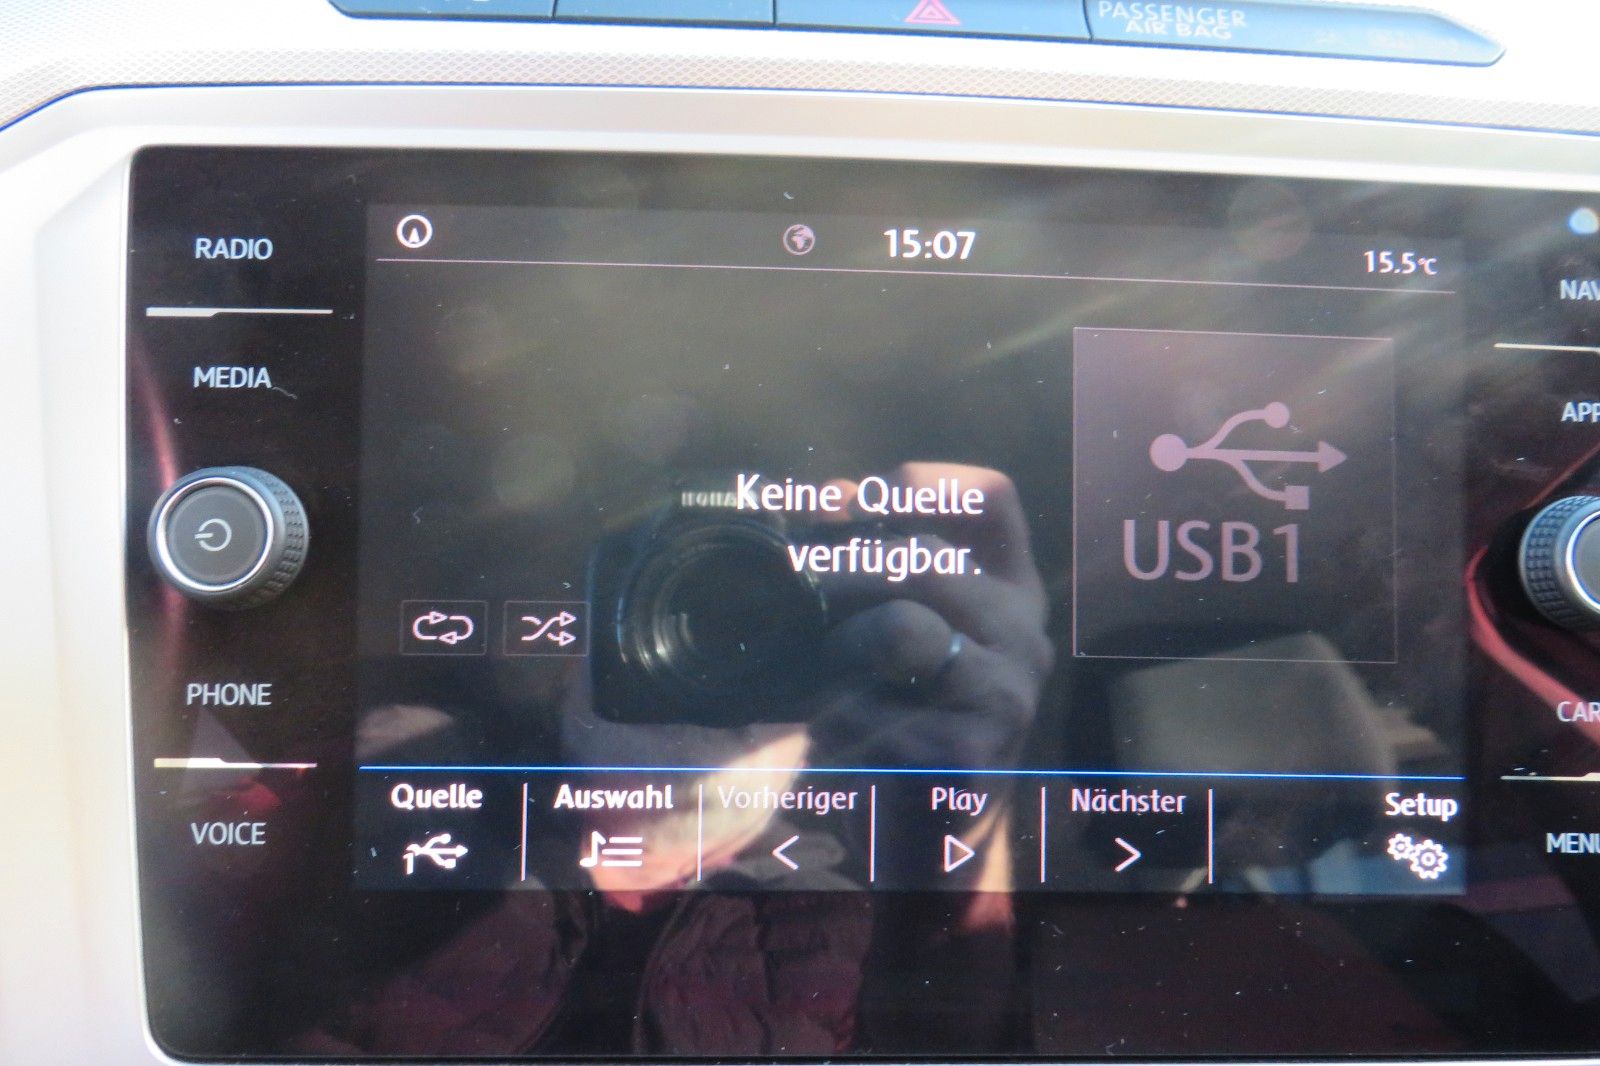 PASSENGER
AIR BAG
RADIO
15:07
15.5°C
NAV
MEDIA
APP
Keine Quelle
verfügbar.
USB1
PHONE
CAR
Quelle
Auswahl
Vorheriger
Play
Nächster
Setup
1
VOICE
MENU